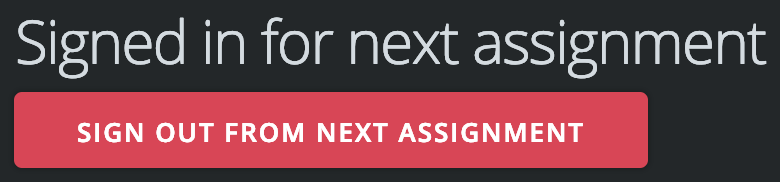 Signed in for next assignment
SIGN OUT FROM NEXT ASSIGNMENT